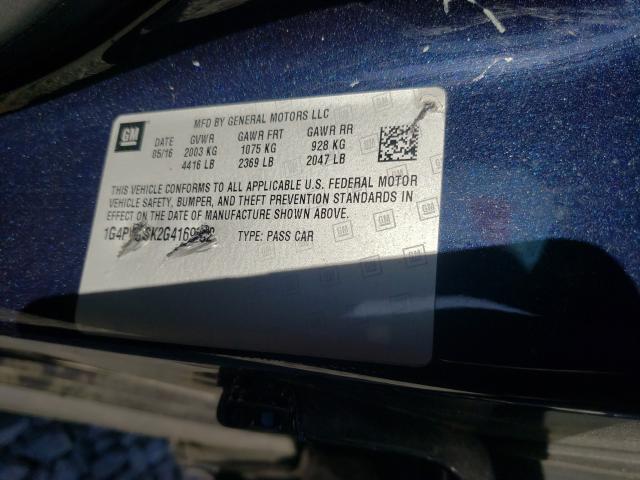 MFD BY GENERAL MOTORS LLC
GM
DATE GVWR GAWR FRT GAWR RR
05/16 2003 KG 1075 KG 928 KG
4416 LB 2369 LB 2047 LB
THIS VEHICLE CONFORMS TO ALL APPLICABLE U.S. FEDERAL MOTOR
VEHICLE SAFETY, BUMPER, AND THEFT PREVENTION STANDARDS IN
EFFECT ON THE DATE OF MANUFACTURE SHOWN ABOVE.
TYPE: PASS CAR